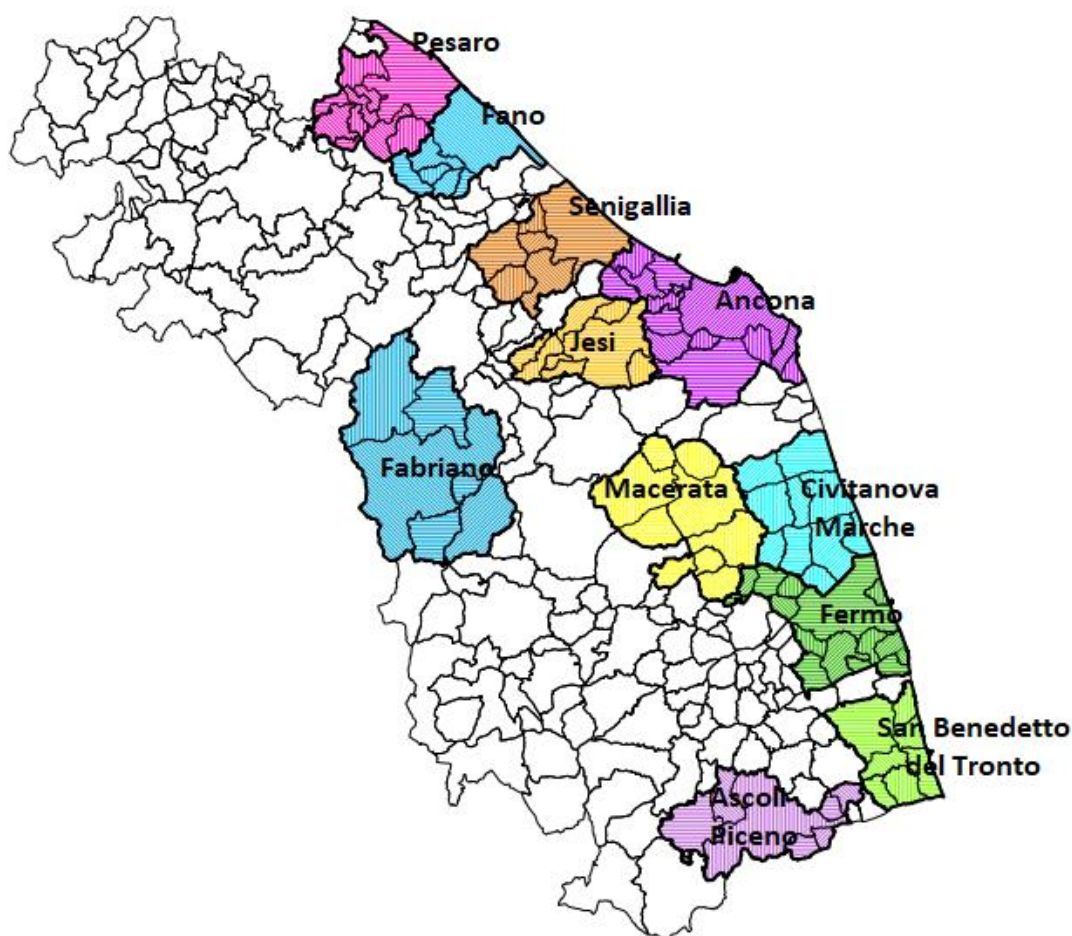 Pesaro
Fano
Senigallia
Ancona
Jesi
Fabriano
Macerata
Civitanova
Marche
Fermo
San Benedetto
del Tronto
Ascoli
Piceno